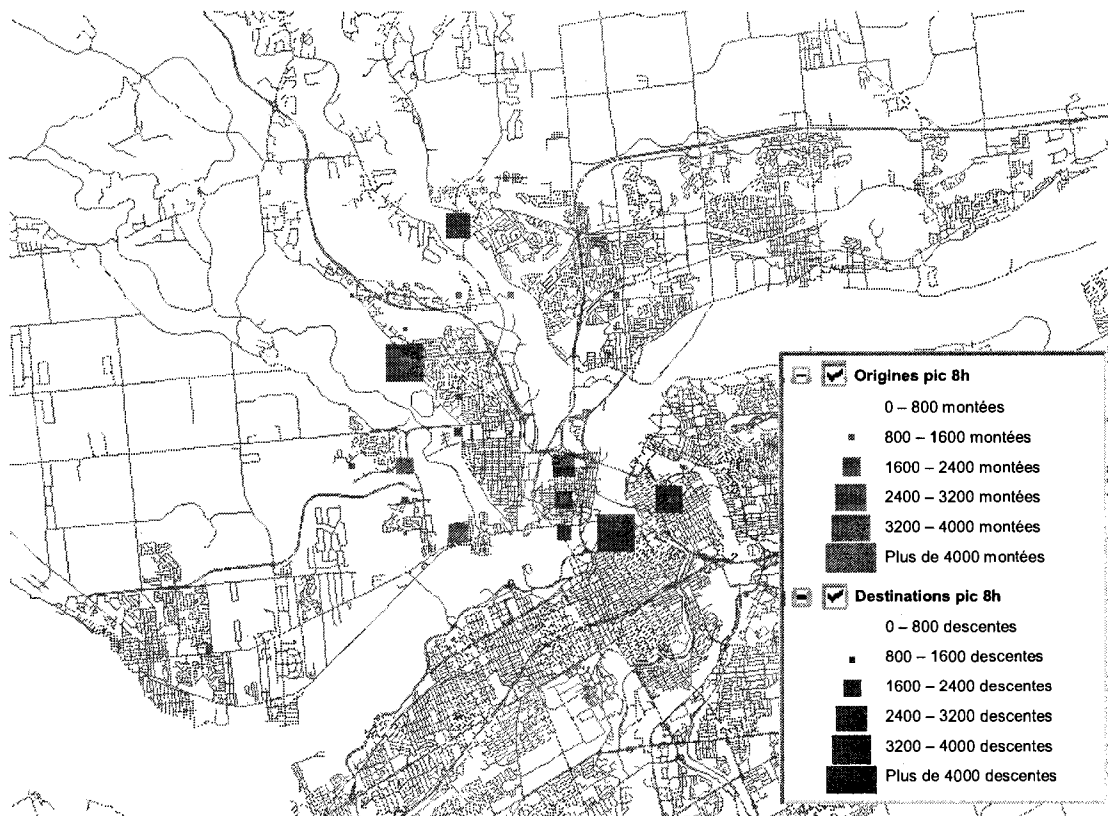 Origines pic 8h
0 – 800 montées
800 – 1600 montées
1600 – 2400 montées
2400 – 3200 montées
3200 – 4000 montées
Plus de 4000 montées
Destinations pic 8h
0 – 800 descentes
800 – 1600 descentes
1600 – 2400 descentes
2400 – 3200 descentes
3200 – 4000 descentes
Plus de 4000 descentes